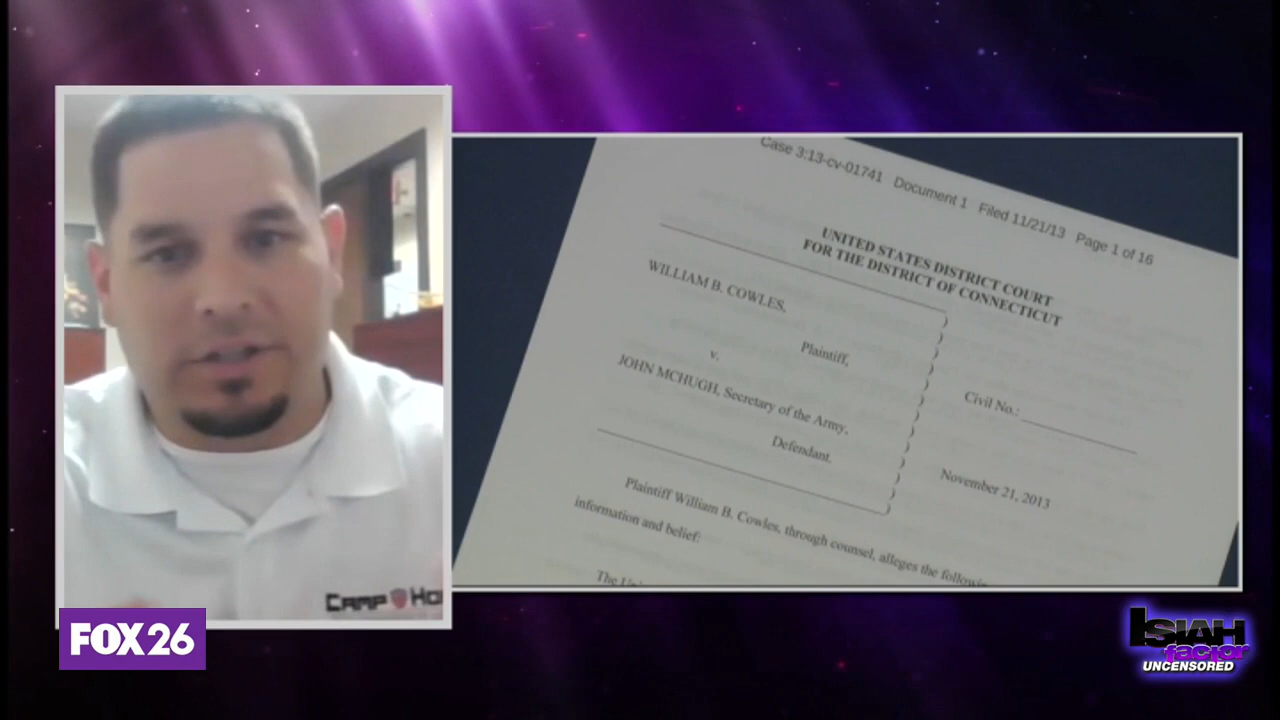 Case 3:13-cv-01741 Document 1 Filed 11/21/13 Page 1 of 16
UNITED STATES DISTRICT COURT
FOR THE DISTRICT OF CONNECTICUT
WILLIAM B. COWLES,
Plaintiff,
v.
JOHN MCHUGH, Secretary of the Army,
Defendant.
Civil No.:
November 21, 2013
Plaintiff William B. Cowles, through counsel, alleges the following
information and belief:
The
CAMP
FOX 26
ISIAH
factor
UNCENSORED